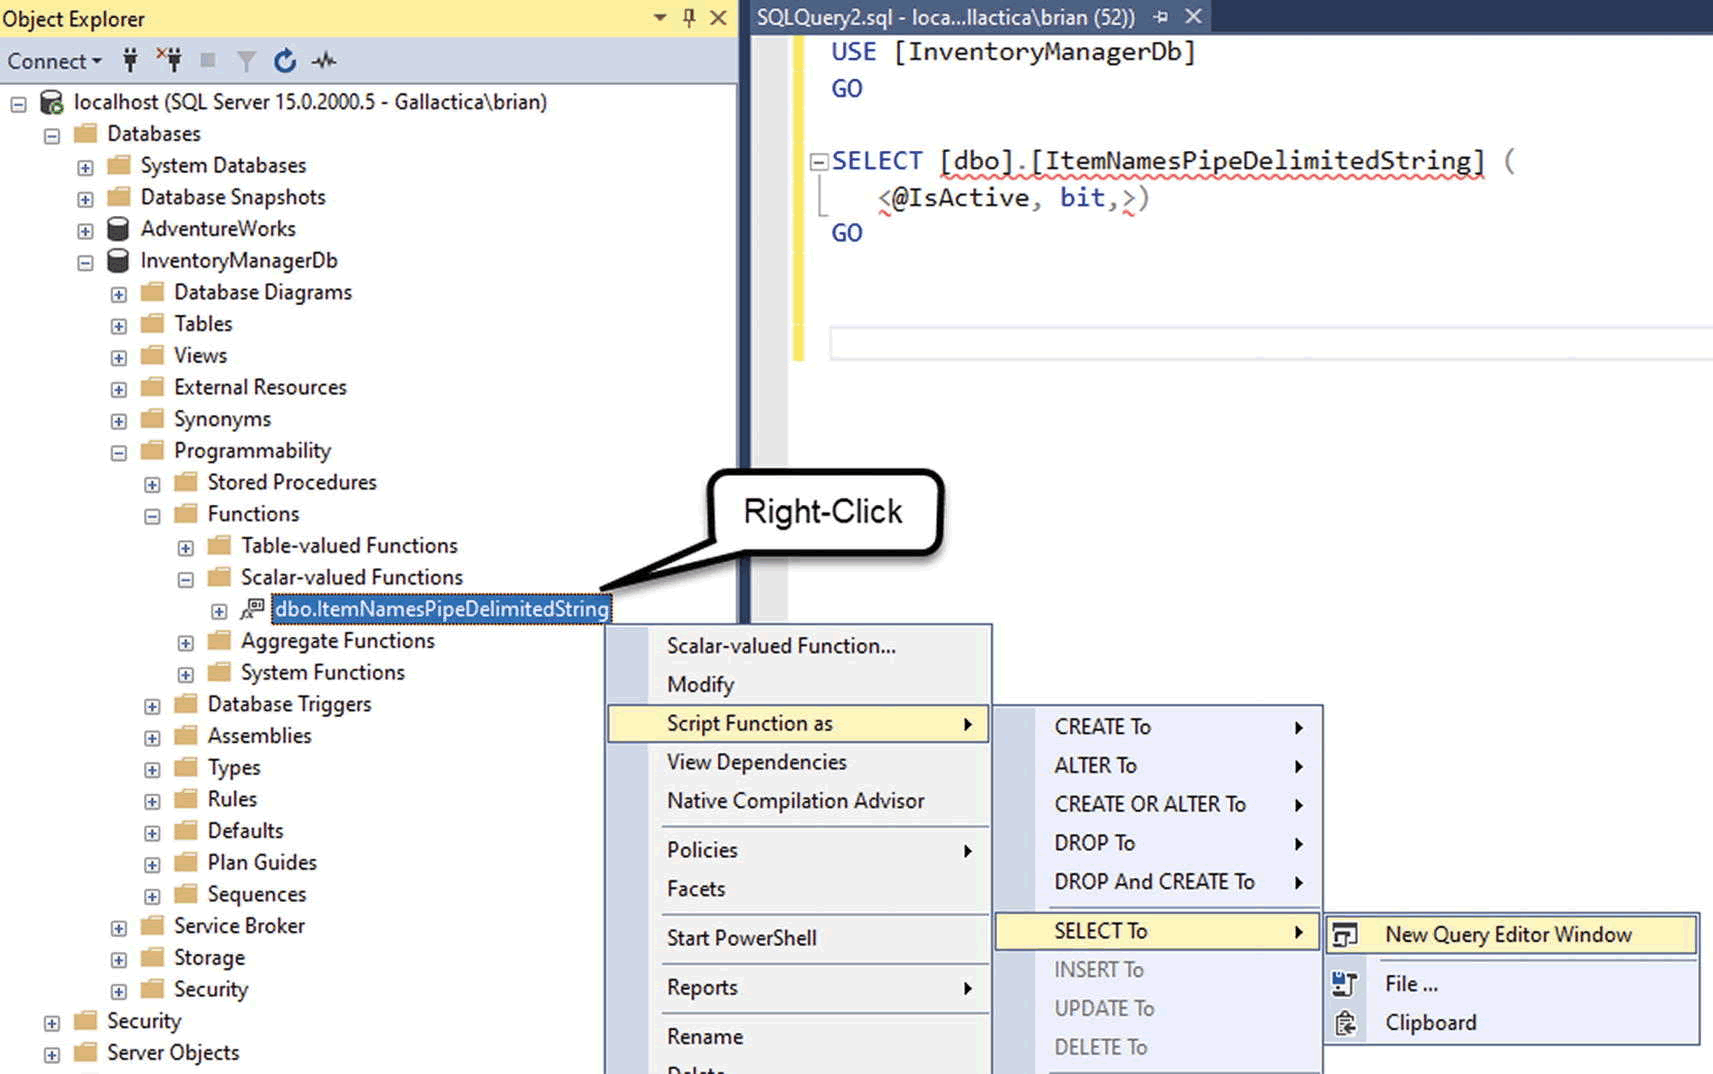 Object Explorer
Connect
localhost (SQL Server 15.0.2000.5 - Gallactica\brian)
Databases
System Databases
Database Snapshots
AdventureWorks
InventoryManagerDb
Database Diagrams
Tables
Views
External Resources
Synonyms
Programmability
Stored Procedures
Functions
Table-valued Functions
Scalar-valued Functions
dbo.ItemNamesPipeDelimitedString
Aggregate Functions
System Functions
Database Triggers
Assemblies
Types
Rules
Defaults
Plan Guides
Sequences
Service Broker
Storage
Security
Security
Server Objects
SQLQuery2.sql - loca...llactica\brian (52))
USE [InventoryManagerDb]
GO
SELECT [dbo].[ItemNamesPipeDelimitedString] (
<@IsActive, bit,>)
GO
Right-Click
Scalar-valued Function...
Modify
Script Function as
View Dependencies
Native Compilation Advisor
Policies
Facets
Start PowerShell
Reports
Rename
Delete
CREATE To
ALTER To
CREATE OR ALTER To
DROP To
DROP And CREATE To
SELECT To
INSERT To
UPDATE To
DELETE To
New Query Editor Window
File ...
Clipboard